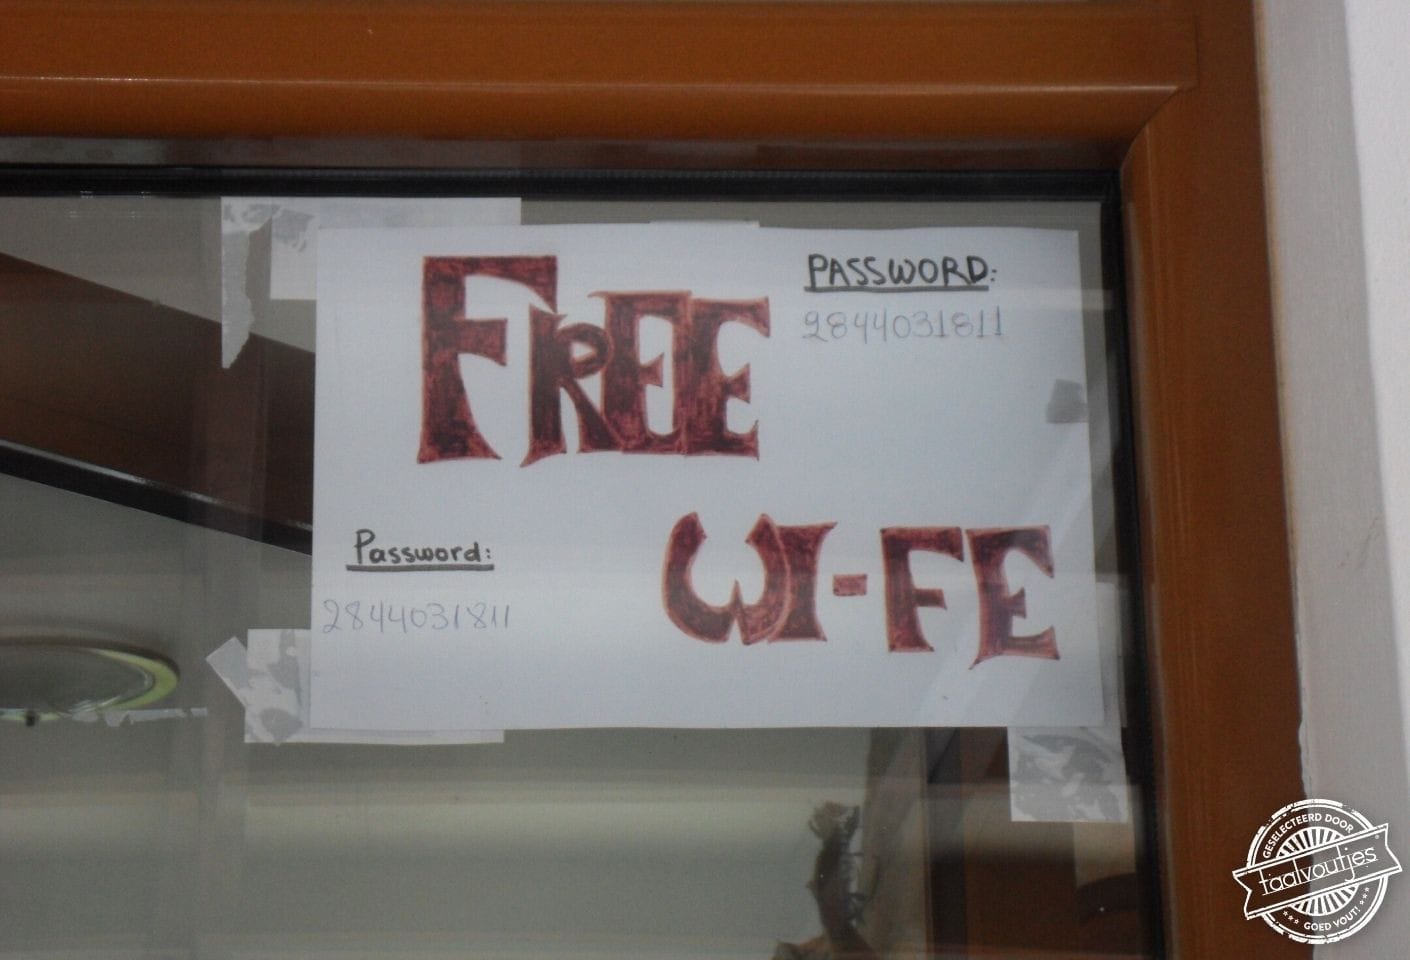 FREE
PASSWORD:
2844031811
WI-FE
Password:
2844031811
GESELECTEERD DOOR
taalvoutjes
GOED VOUT!